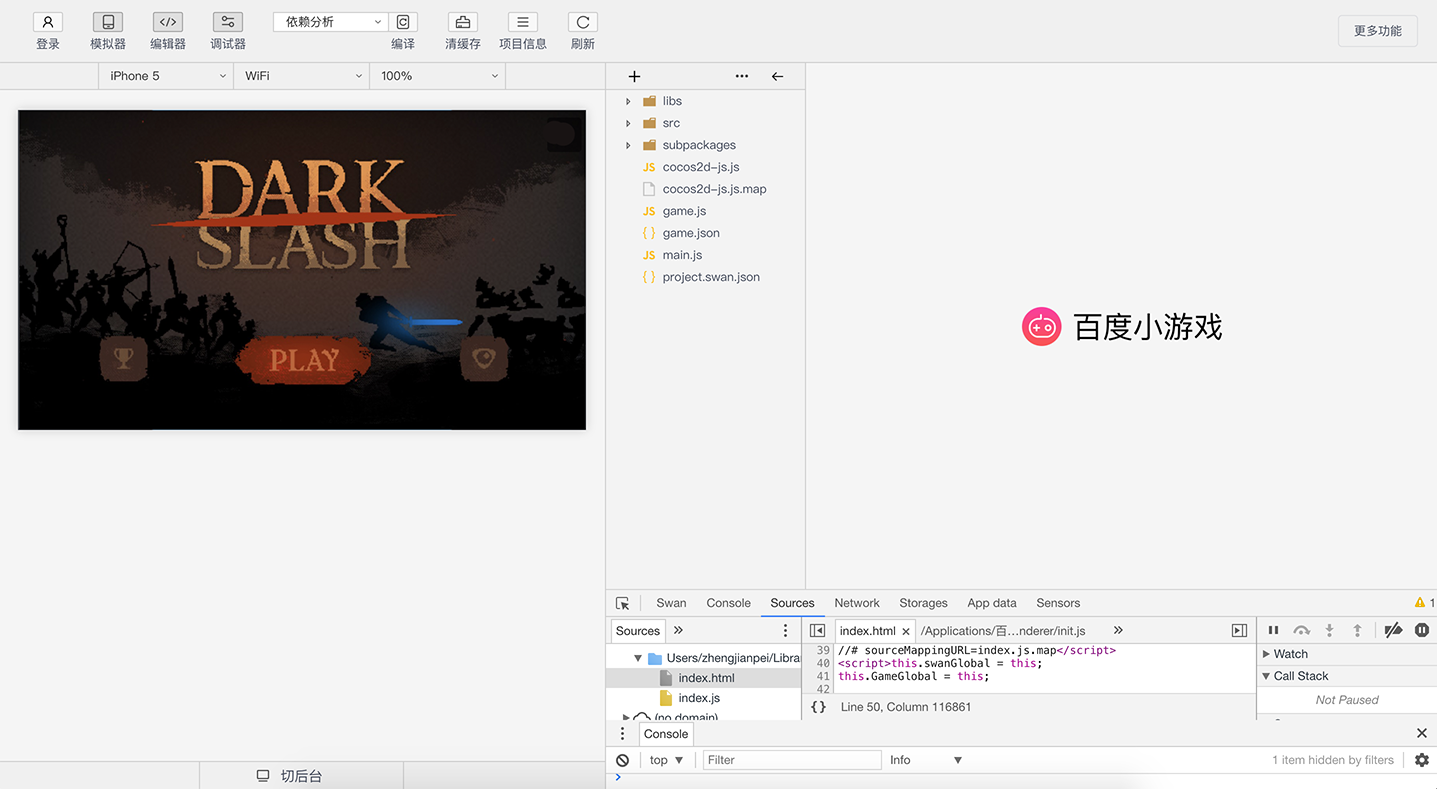 登录
模拟器
编辑器
调试器
依赖分析
编译
清缓存
项目信息
刷新
更多功能
iPhone 5
WiFi
100%
DARK
SLASH
PLAY
切后台
libs
src
subpackages
JS cocos2d-js.js
cocos2d-js.js.map
JS game.js
{ } game.json
JS main.js
{ } project.swan.json
百度小游戏
Swan Console Sources Network Storages App data Sensors 1
Sources »
Users/zhengjianpei/Libra
index.html
index.js
(no domain)
index.html × /Applications/百…nderer/init.js »
39 //# sourceMappingURL=index.js.map</script>
40 <script>this.swanGlobal = this;
41 this.GameGlobal = this;
42
{} Line 50, Column 116861
Watch
Call Stack
Not Paused
Console
top Filter Info 1 item hidden by filters